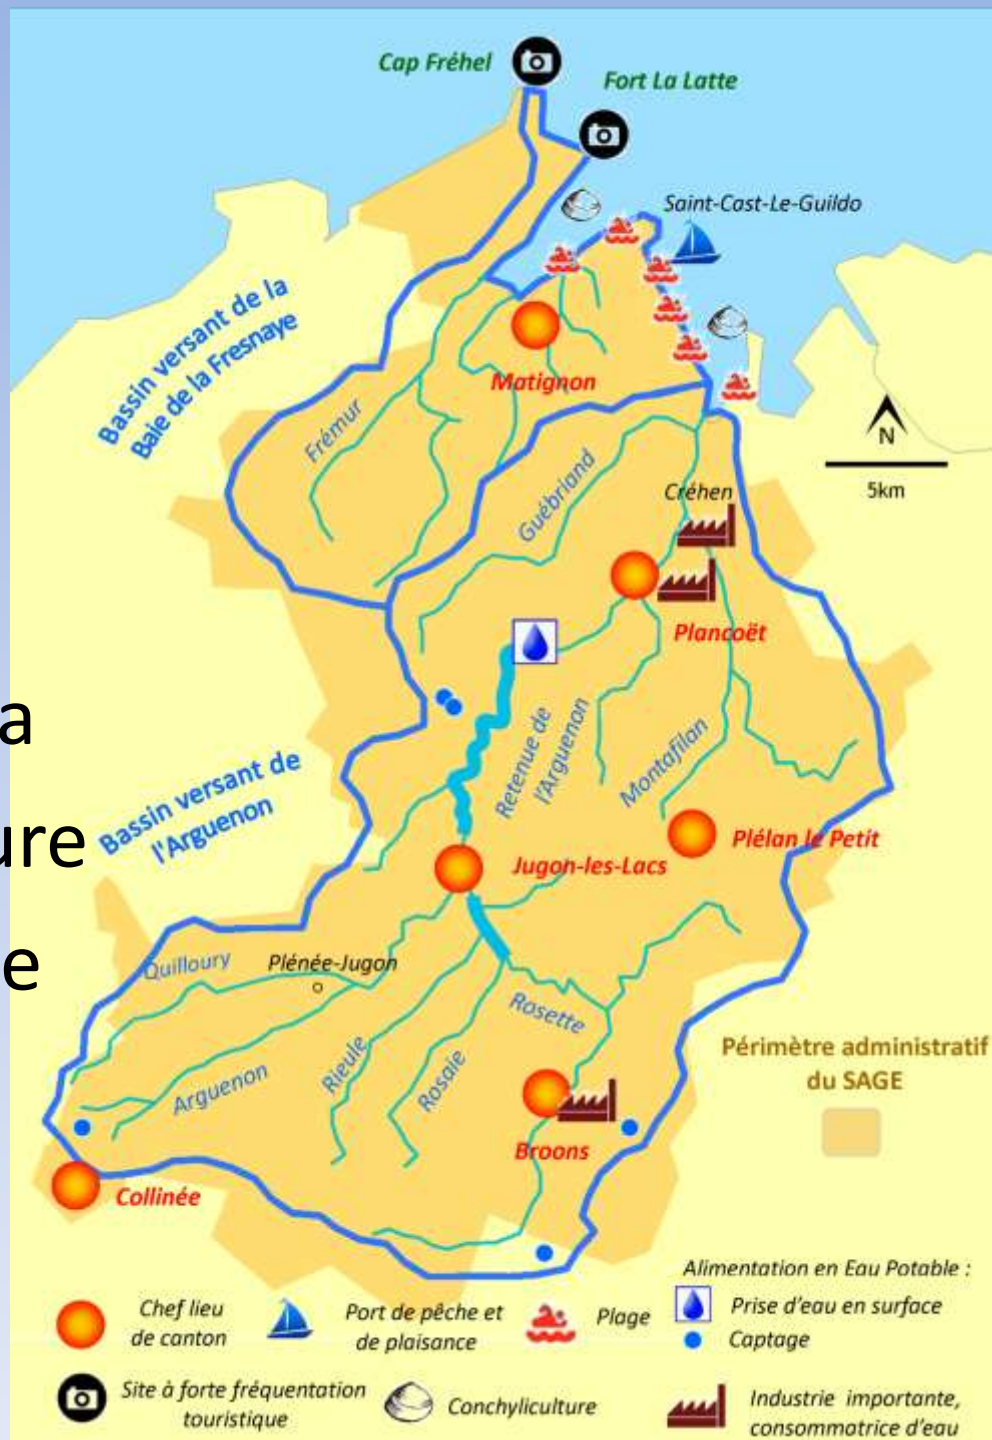 Cap Fréhel
Fort La Latte
Saint-Cast-Le-Guildo
Bassin versant de la
Baie de la Fresnaye
Matignon
Frémur
N
5km
Guébriand
Créhen
Plancoët
a
Retenue de
l'Arguenon
Montafilan
Bassin versant de
l'Arguenon
ure
Plélan le Petit
Jugon-les-Lacs
e
Quilloury
Plénée-Jugon
Rosette
Arguenon
Rieule
Rosaie
Périmètre administratif
du SAGE
Broons
Collinée
Alimentation en Eau Potable :
Chef lieu
de canton
Port de pêche et
de plaisance
Plage
Prise d'eau en surface
Captage
Site à forte fréquentation
touristique
Conchyliculture
Industrie importante,
consommatrice d'eau